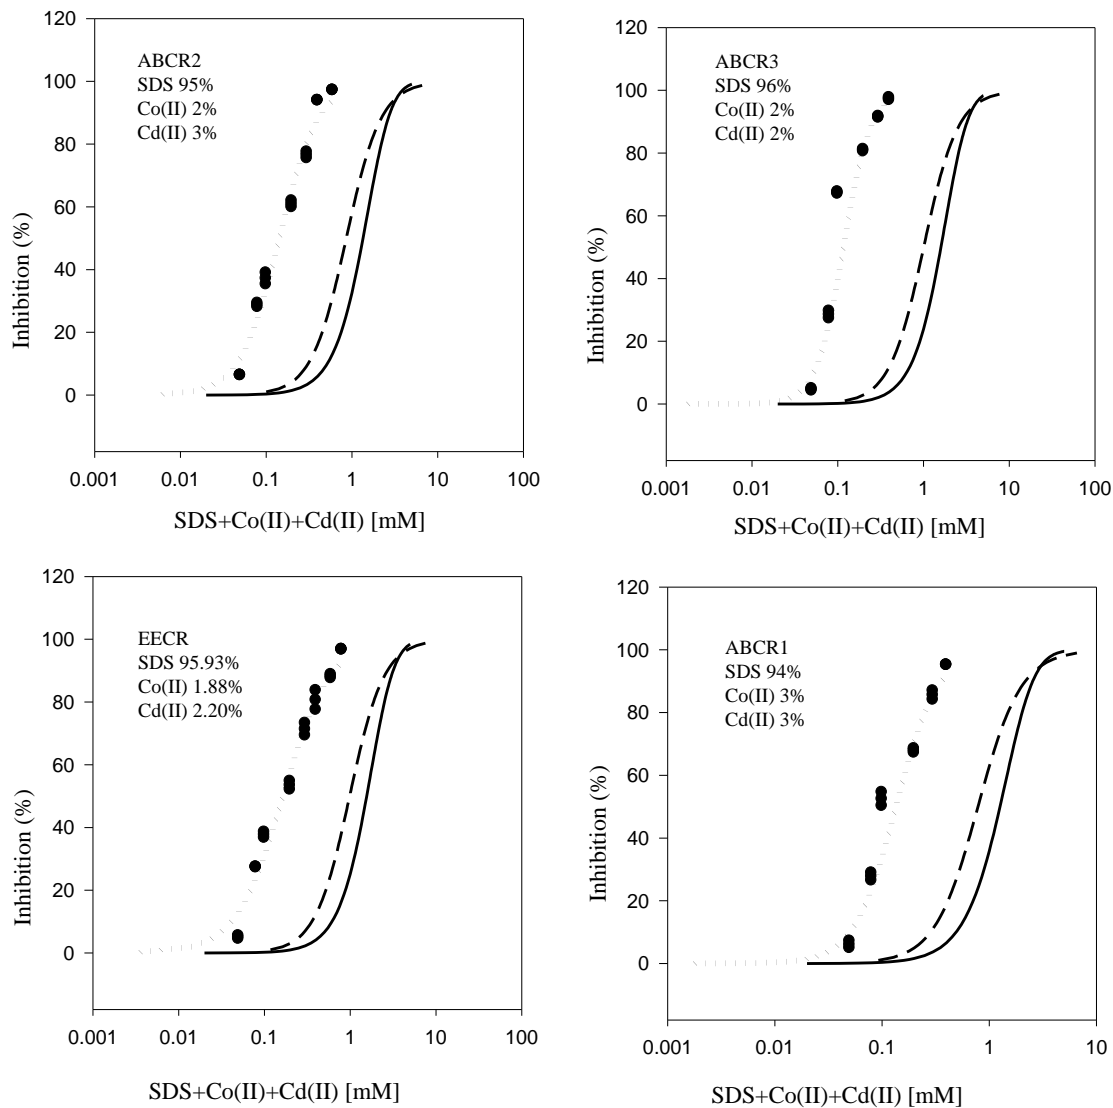 120
100
80
60
40
20
0
Inhibition (%)
ABCR2
SDS 95%
Co(II) 2%
Cd(II) 3%
0.001 0.01 0.1 1 10 100
SDS+Co(II)+Cd(II) [mM]
120
100
80
60
40
20
0
Inhibition (%)
ABCR3
SDS 96%
Co(II) 2%
Cd(II) 2%
0.001 0.01 0.1 1 10 100
SDS+Co(II)+Cd(II) [mM]
120
100
80
60
40
20
0
Inhibition (%)
EECR
SDS 95.93%
Co(II) 1.88%
Cd(II) 2.20%
0.001 0.01 0.1 1 10 100
SDS+Co(II)+Cd(II) [mM]
120
100
80
60
40
20
0
Inhibition (%)
ABCR1
SDS 94%
Co(II) 3%
Cd(II) 3%
0.001 0.01 0.1 1 10
SDS+Co(II)+Cd(II) [mM]